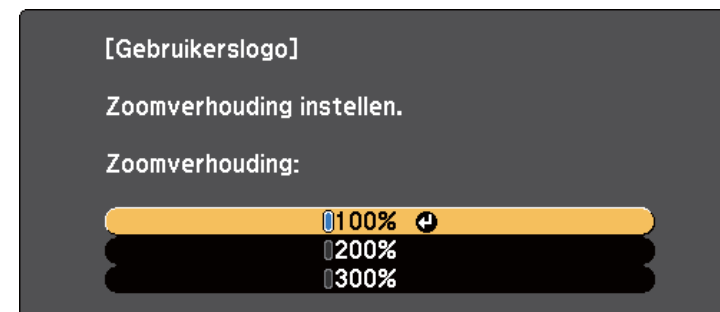 [Gebruikerslogo]
Zoomverhouding instellen.
Zoomverhouding:
100%
200%
300%